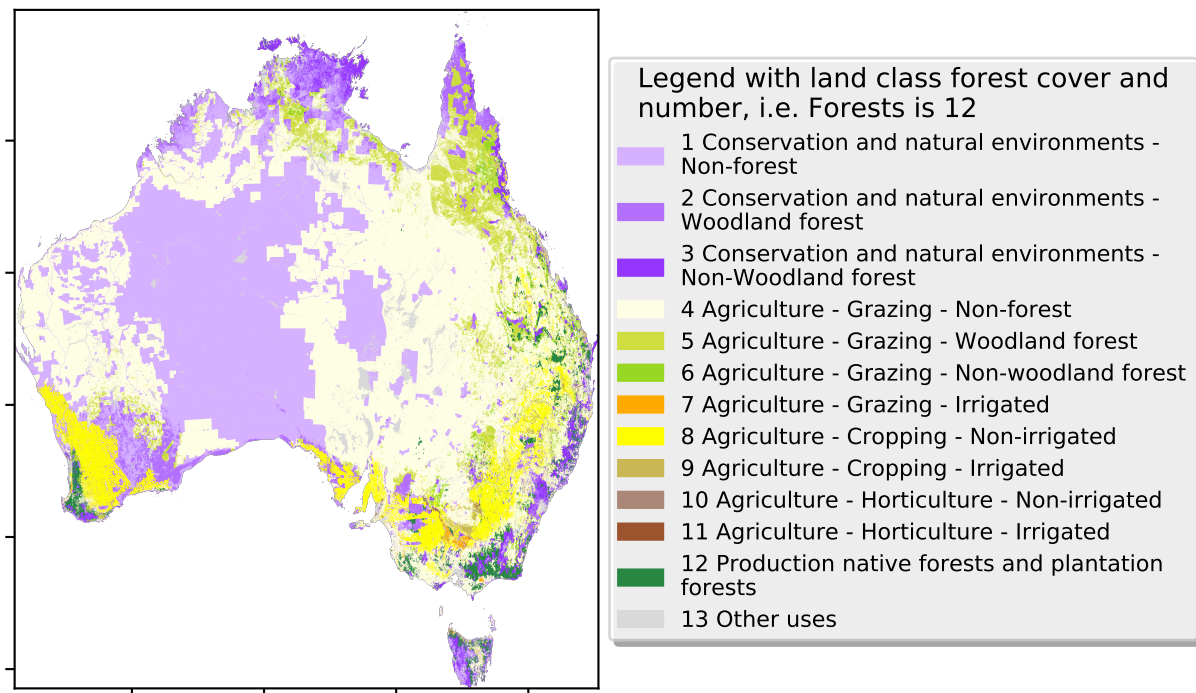 Legend with land class forest cover and
number, i.e. Forests is 12
1 Conservation and natural environments -
Non-forest
2 Conservation and natural environments -
Woodland forest
3 Conservation and natural environments -
Non-Woodland forest
4 Agriculture - Grazing - Non-forest
5 Agriculture - Grazing - Woodland forest
6 Agriculture - Grazing - Non-woodland forest
7 Agriculture - Grazing - Irrigated
8 Agriculture - Cropping - Non-irrigated
9 Agriculture - Cropping - Irrigated
10 Agriculture - Horticulture - Non-irrigated
11 Agriculture - Horticulture - Irrigated
12 Production native forests and plantation
forests
13 Other uses